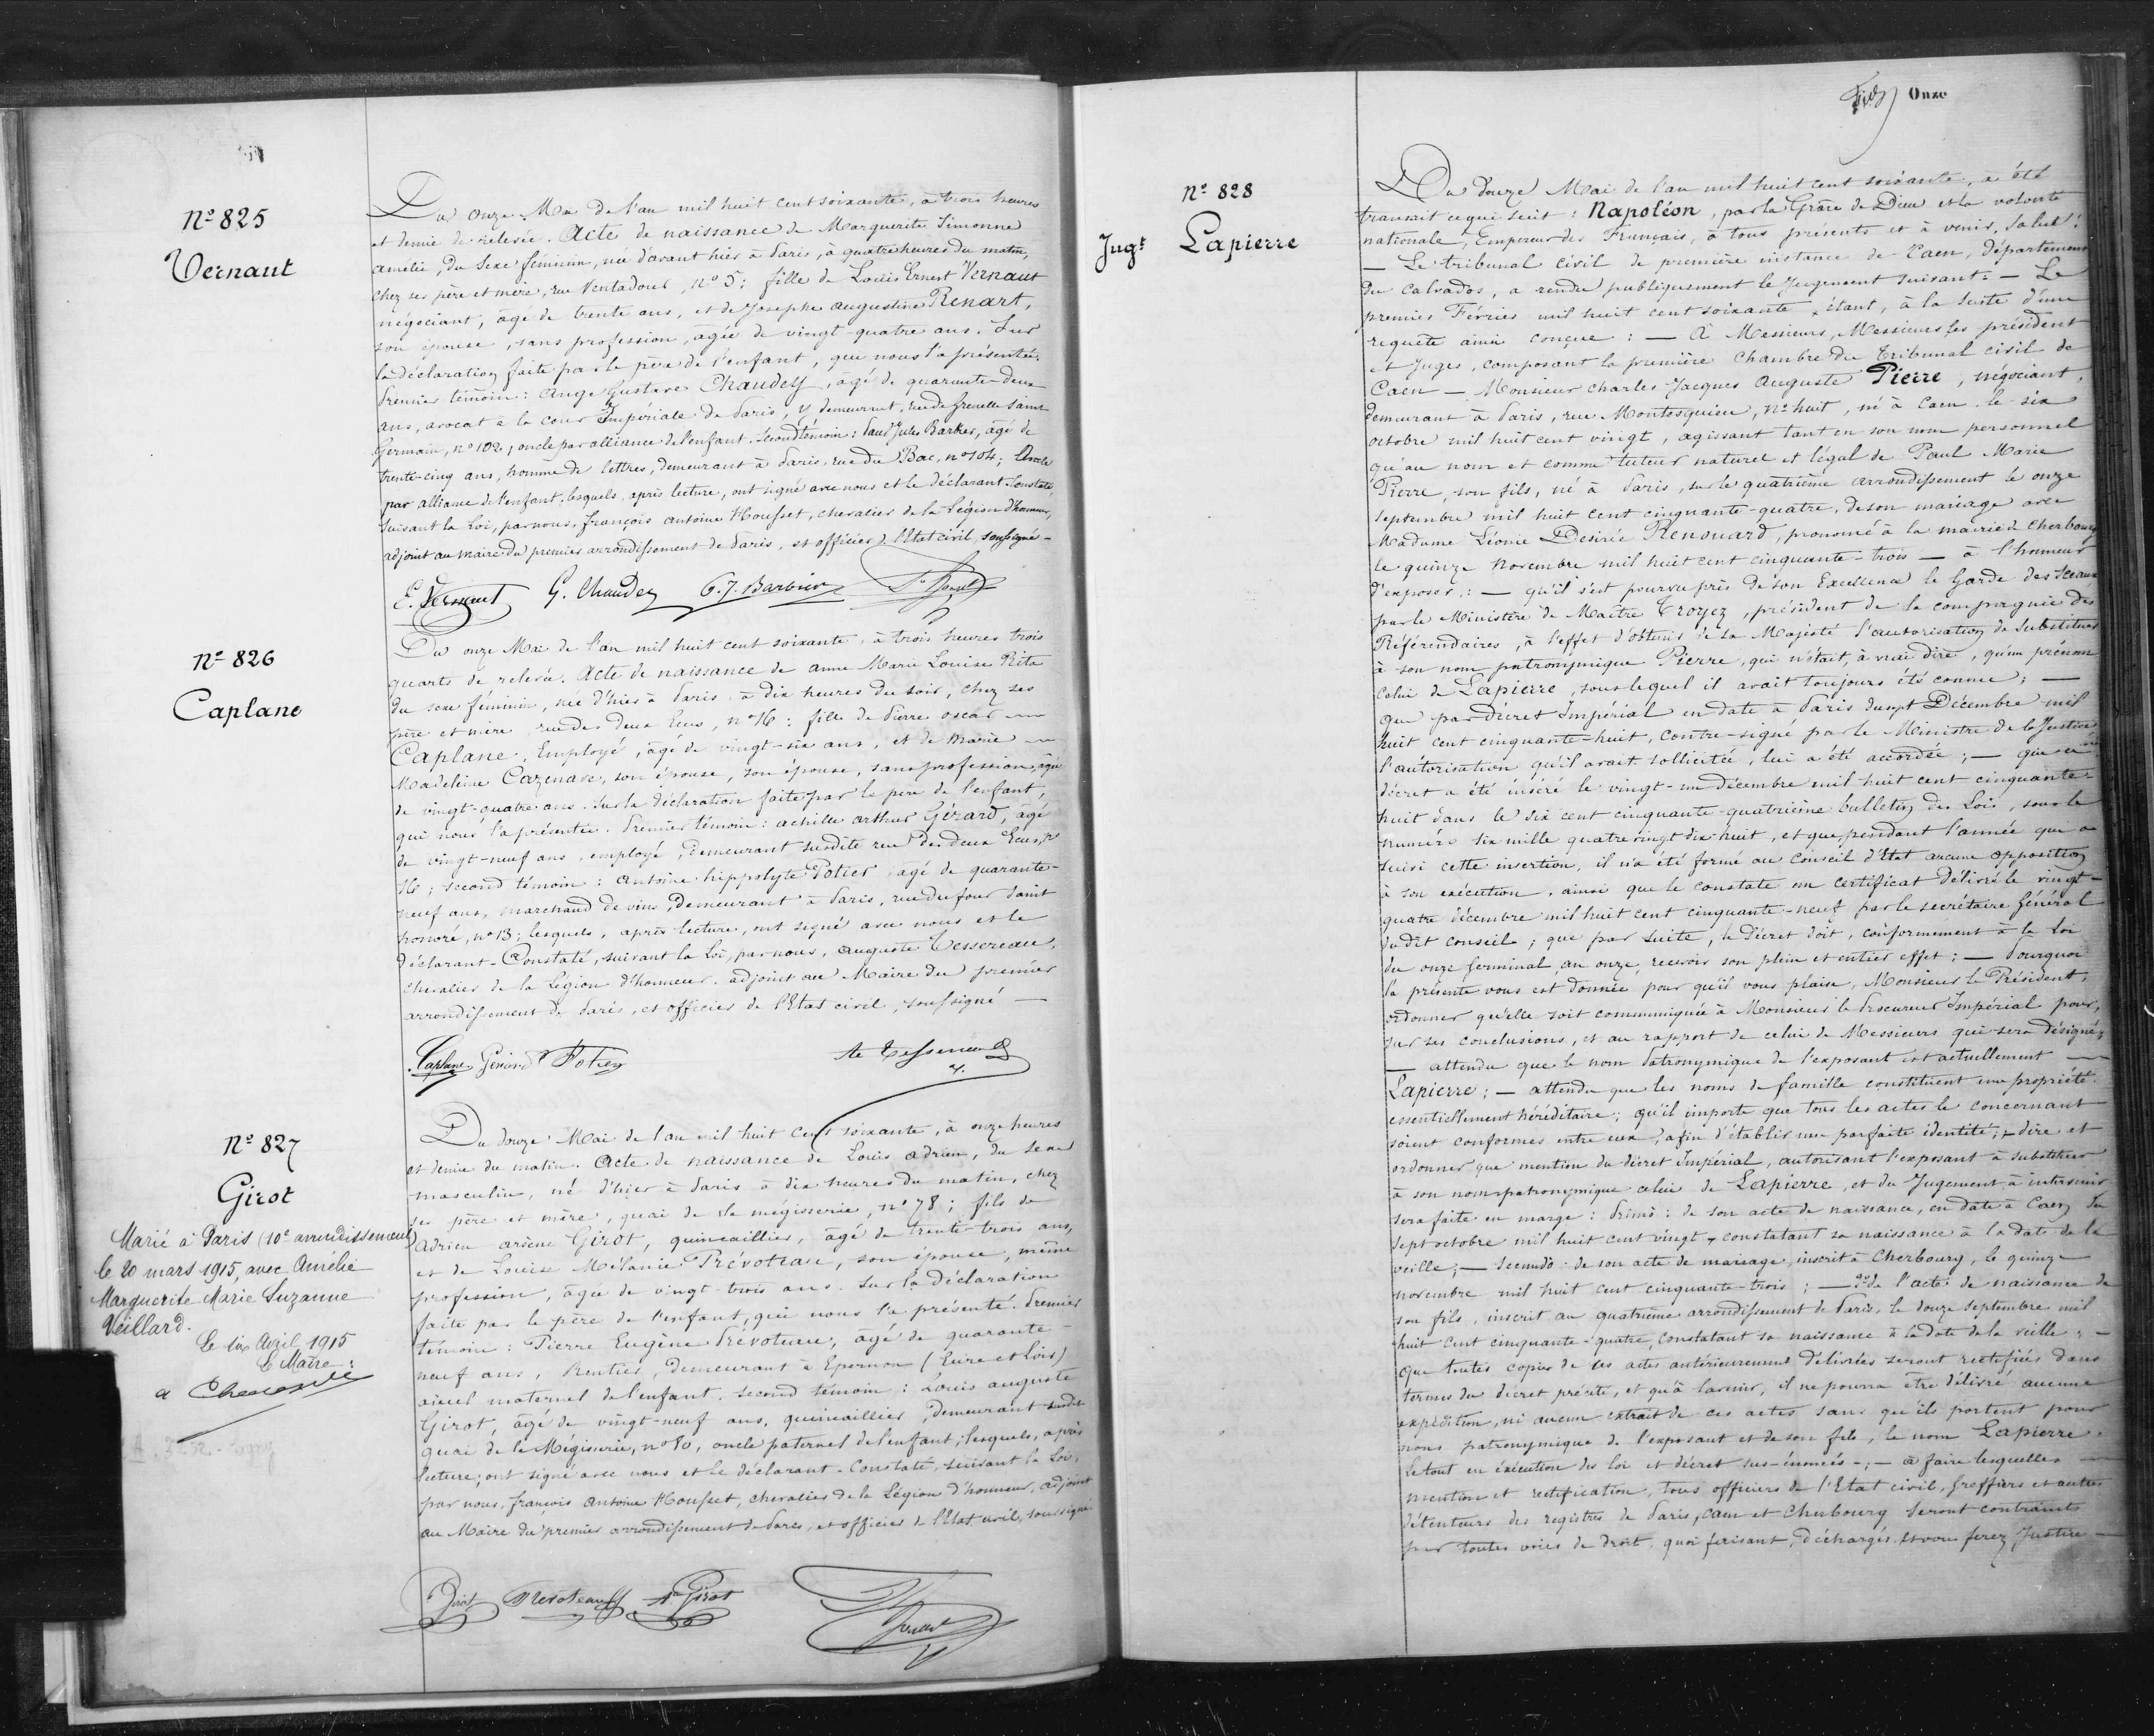 Nº 825
Vernaut
Du onze Mai de l'an mil huit cent soixante, à trois heures
et demie de relevée. Acte de naissance de Marguerite Simonne
amélie, du sexe féminin, née d'avant hier à Paris, à quatre heures du matin,
chez ses père et mère, rue Ventadour, nº 5; fille de Louis Ernest Vernaut
négociant, âgé de trente ans, et de Josephe augustine Renart,
son épouse, sans profession, agée de vingt-quatre ans. Sur
la déclaration faite par le père de l'enfant, qui nous l'a présentée.
Premier témoin: Ange Gustave Chaudey, âgé de quarante-deux
ans, avocat à la cour Impériale de Paris, y demeurant, rue de Grenelle Saint
Germain, nº 102, oncle par alliance de l'enfant. Second témoin: Paul Jules Barbier, âgé de
trente-cinq ans, homme de lettres, demeurant à Paris, rue du Bac, nº 104; Oncle
par alliance de l'enfant, lesquels, après lecture, ont signé avec nous et le déclarant. Constaté,
suivant la Loi, par nous, françois antoine Housset, chevalier de la Légion d'honneur,
adjoint au maire du premier arrondissement de Paris, et officier de l'Etat civil, soussigné -
E. Vernaut G. Chaudey P. J. Barbier
Nº 826
Caplane
Du onze Mai de l'an mil huit cent soixante, à trois heures trois
quarts de relevée. Acte de naissance de anne Marie Louise Rita
du sexe féminin, née d'hier à Paris, à dix heures du soir, chez ses
père et mère, rue des deux Ecus, nº 16: fille de Pierre oscar
Caplane, Employé, âgé de vingt-six ans, et de Marie
Madeleine Cazenave, son épouse, son épouse, sans profession, agée
de vingt-quatre ans. Sur la déclaration faite par le père de l'enfant,
qui nous l'a présentée. Premier témoin: achille arthur Gérard, âgé
de vingt-neuf ans, employé, demeurant susdite rue des deux Ecus, nº
16; second témoin: antoine hippolyte Potier, agé de quarante-
neuf ans, marchand de vins, demeurant à Paris, rue du four Saint
honoré, nº 13; lesquels, après lecture, ont signé avec nous et le
déclarant. Constaté, suivant la Loi, par nous, auguste Tessereau,
chevalier de la Légion d'honneur, adjoint au Maire du premier
arrondissement de Paris, et officier de l'Etat civil, soussigné -
Caplane Gérard Potier Ate Tessereau
Nº 827
Girot
Marié à Paris (10e arrondissement)
le 20 mars 1915, avec Amélie
Marguerite Marie Suzanne
Veillard.
Le six Avril 1915
Le Maire:
Du douze Mai de l'an mil huit cent soixante, à onze heures
et demie du matin. Acte de naissance de Louis adrien, du sexe
masculin, né d'hier à Paris à dix heures du matin, chez
ses père et mère, quai de la mégisserie, nº 78; fils de
Adrien arsène Girot, quincaillier, âgé de trente-trois ans,
et de Louise Mélanie Prévoteau, son épouse, même
profession, âgée de vingt-trois ans. Sur la déclaration
faite par le père de l'enfant, qui nous l'a présenté. Premier
témoin: Pierre Eugène Prévoteau, âgé de quarante-
neuf ans, Rentier, demeurant à Epernon (Eure et Loir)
aïeul maternel de l'enfant. Second témoin: Louis auguste
Girot, âgé de vingt-neuf ans, quincaillier, demeurant susdit
quai de la Mégisserie, nº 80, oncle paternel de l'enfant; lesquels, après
lecture, ont signé avec nous et le déclarant. Constaté, suivant la Loi,
par nous, françois antoine Housset, chevalier de la Légion d'honneur, adjoint
au Maire du premier arrondissement de Paris, et officier de l'Etat civil, soussigné
Girot Prevoteau Ate Girot
Onze
Nº 828
Jugt Lapierre
Du douze Mai de l'an mil huit cent soixante, a été
transcrit ce qui suit: Napoléon, par la Grâce de Dieu et la volonté
nationale, Empereur des Français, à tous présents et à venir, Salut!
- Le tribunal civil de première instance de Caen, département
du Calvados, a rendu publiquement le Jugement suivant: - Le
premier Février mil huit cent soixante, étant, à la suite d'une
requête ainsi conçue: - A Messieurs, Messieurs les président
et Juges, composant la première Chambre du tribunal civil de
Caen - Monsieur Charles Jacques Auguste Pierre, négociant,
demeurant à Paris, rue Montesquieu, nº huit, né à Caen le six
octobre mil huit cent vingt, agissant tant en son nom personnel
qu'au nom et comme tuteur naturel et légal de Paul Marie
Pierre, son fils, né à Paris, sur le quatrième arrondissement le onze
septembre mil huit cent cinquante-quatre, de son mariage avec
Madame Léonie Desirée Renouard, prononcé à la mairie de Cherbourg
le quinze Novembre mil huit cent cinquante-trois - à l'honneur
d'exposer: - qu'il s'est pourvu près de son Excellence le Garde des Sceaux
par le Ministère de Maître Troyez, président de la compagnie des
Référendaires, à l'effet d'obtenir de sa Majesté l'autorisation de substituer
à son nom patronymique Pierre, qui n'était, à vrai dire, qu'un prénom
celui de Lapierre, sous lequel il avait toujours été connu; -
que par décret Impérial en date à Paris du sept Décembre mil
huit cent cinquante-huit, contre-signé par le Ministre de la Justice
l'autorisation qu'il avait sollicitée, lui a été accordée; - que ce
décret a été inséré le vingt-un décembre mil huit cent cinquante-
huit dans le six cent cinquante-quatrième bulletin des Lois, sous le
numéro six mille quatre vingt dix huit, et que pendant l'année qui a
suivi cette insertion, il n'a été formé au Conseil d'Etat aucune opposition
à son exécution, ainsi que le constate un certificat délivré le vingt-
quatre décembre mil huit cent cinquante-neuf par le secrétaire Général
du dit conseil; que par suite, le décret doit, conformément à la loi
du onze Germinal, an onze, recevoir son plein et entier effet; - Pourquoi
la présente vous est donnée pour qu'il vous plaise, Monsieur le Président,
ordonner qu'elle soit communiquée à Monsieur le Procureur Impérial pour,
sur ses conclusions, et au rapport de celui de Messieurs qui sera désigné;
- attendu que le nom Patronymique de l'exposant est actuellement
Lapierre; - attendu que les noms de famille constituent une propriété
essentiellement héréditaire; qu'il importe que tous les actes le concernant
soient conformes entre eux, afin d'établir une parfaite identité; - dire et
ordonner que mention du décret Impérial, autorisant l'exposant à substituer
à son nom patronymique celui de Lapierre, et du Jugement à intervenir
sera faite en marge: Primò: de son acte de naissance, en date à Caen du
sept octobre mil huit cent vingt, constatant sa naissance à la date de la
veille; - Secundò: de son acte de mariage, inscrit à Cherbourg, le quinze
novembre mil huit cent cinquante-trois; - 3º de l'acte de naissance de
son fils, inscrit au quatrième arrondissement de Paris, le douze septembre mil
huit cent cinquante-quatre, constatant sa naissance à la date de la veille; -
que toutes copies de ces actes antérieurement délivrées seront rectifiées dans
termes du décret précité, et qu'à l'avenir, il ne pourra être délivré aucune
expédition, ni aucun extrait de ces actes sans qu'ils portent pour
nom patronymique de l'exposant et de son fils, le nom Lapierre.
Le tout en exécution des loi et décret sus-énoncés; - à faire lesquelles
mention et rectification, tous officiers de l'Etat civil, greffiers et autres
détenteurs des registres de Paris, Caen et Cherbourg seront contraints
par toutes voies de droit, quoi faisant, déchargés. Et vous ferez Justice -